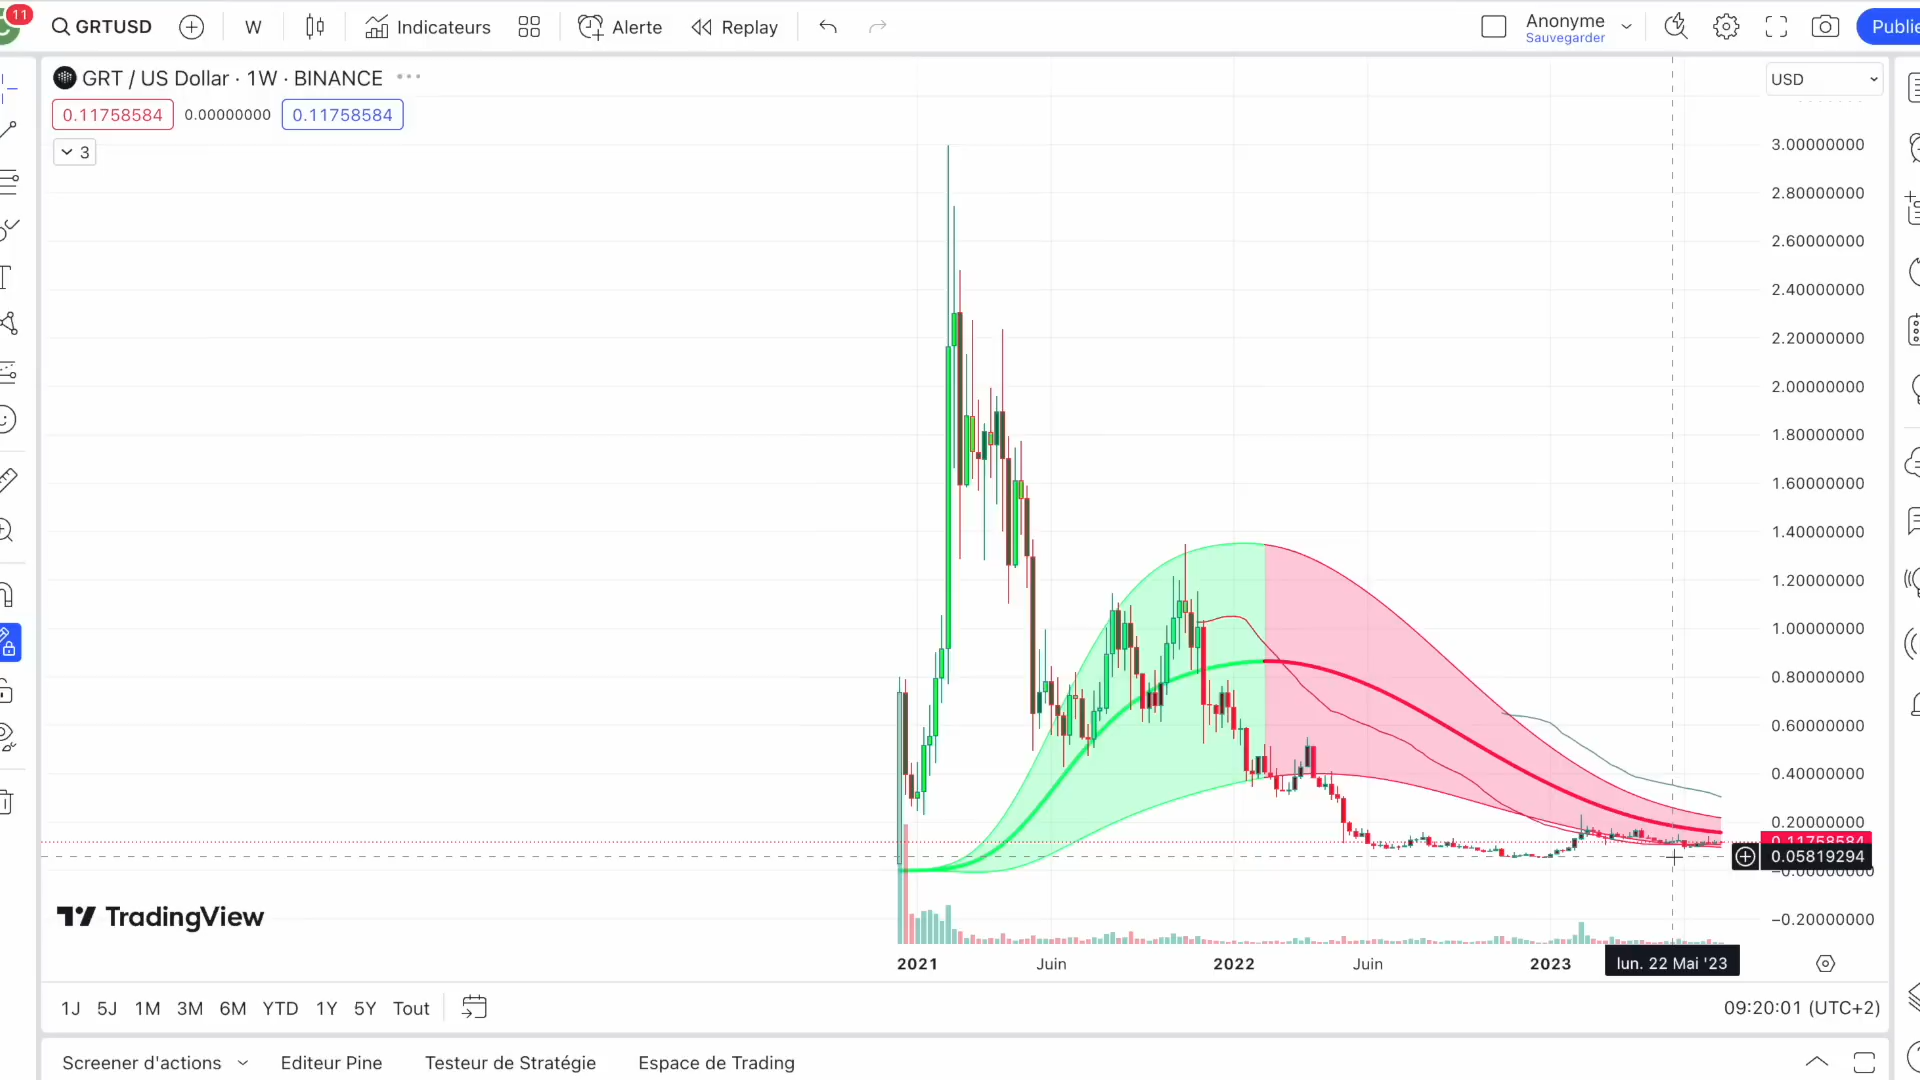 11
GRTUSD
W
Indicateurs
Alerte
Replay
Anonyme
Sauvegarder
Publie
GRT / US Dollar · 1W · BINANCE
USD
0.11758584
0.00000000
0.11758584
3
3.00000000
2.80000000
2.60000000
2.40000000
2.20000000
2.00000000
1.80000000
1.60000000
1.40000000
1.20000000
1.00000000
0.80000000
0.60000000
0.40000000
0.20000000
0.11758584
0.05819294
−0.00000000
−0.20000000
TradingView
2021
Juin
2022
Juin
2023
lun. 22 Mai '23
1J 5J 1M 3M 6M YTD 1Y 5Y Tout
09:20:01 (UTC+2)
Screener d'actions
Editeur Pine
Testeur de Stratégie
Espace de Trading